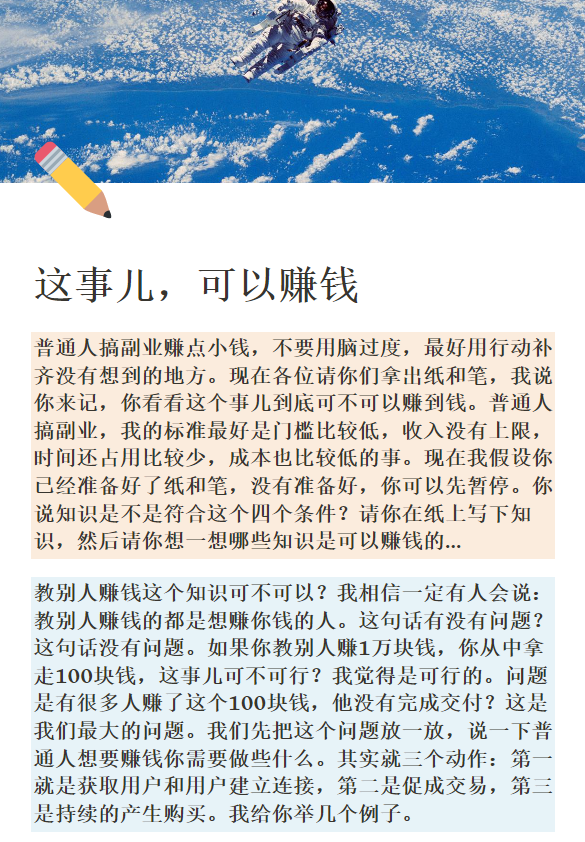 这事儿，可以赚钱
普通人搞副业赚点小钱，不要用脑过度，最好用行动补
齐没有想到的地方。现在各位请你们拿出纸和笔，我说
你来记，你看看这个事儿到底可不可以赚到钱。普通人
搞副业，我的标准最好是门槛比较低，收入没有上限，
时间还占用比较少，成本也比较低的事。现在我假设你
已经准备好了纸和笔，没有准备好，你可以先暂停。你
说知识是不是符合这个四个条件？请你在纸上写下知
识，然后请你想一想哪些知识是可以赚钱的...
教别人赚钱这个知识可不可以？我相信一定有人会说：
教别人赚钱的都是想赚你钱的人。这句话有没有问题？
这句话没有问题。如果你教别人赚1万块钱，你从中拿
走100块钱，这事儿可不可行？我觉得是可行的。问题
是有很多人赚了这个100块钱，他没有完成交付？这是
我们最大的问题。我们先把这个问题放一放，说一下普
通人想要赚钱你需要做些什么。其实就三个动作：第一
就是获取用户和用户建立连接，第二是促成交易，第三
是持续的产生购买。我给你举几个例子。